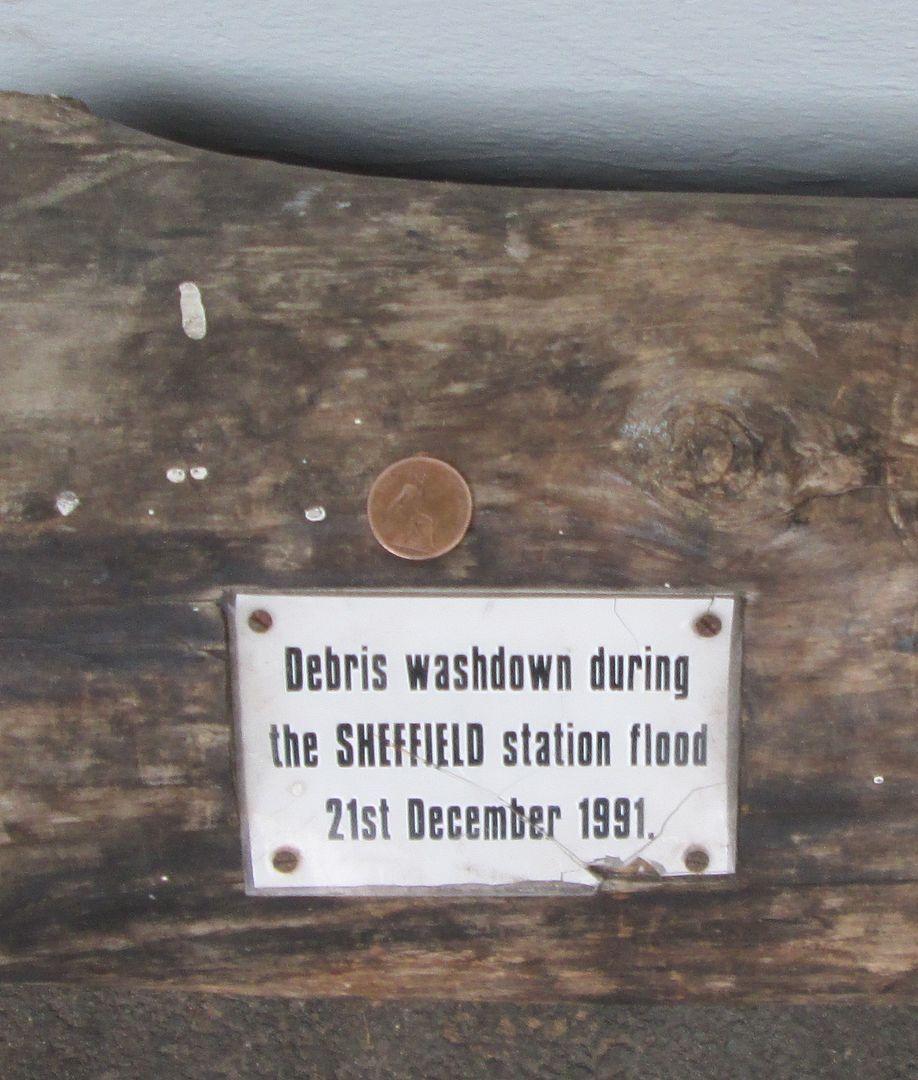 Debris washdown during
the SHEFFIELD station flood
21st December 1991.